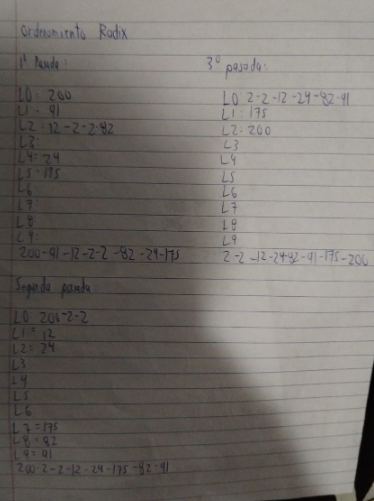 Ordenamiento Radix
1ª Pasada:
L0: 200
L1: 91
L2: 12-2-2-82
L3:
L4= 24
L5: 175
L6
L7
L8
L9:
200-91-12-2-2-82-24-175
Segunda pasada:
L0: 200-2-2
L1= 12
L2= 24
L3
L4
L5
L6
L7=175
L8=82
L9=91
200-2-2-12-24-175-82-91
3º pasada:
L0: 2-2-12-24-82-91
L1: 175
L2: 200
L3
L4
L5
L6
L7
L8
L9
2-2-12-24-82-91-175-200